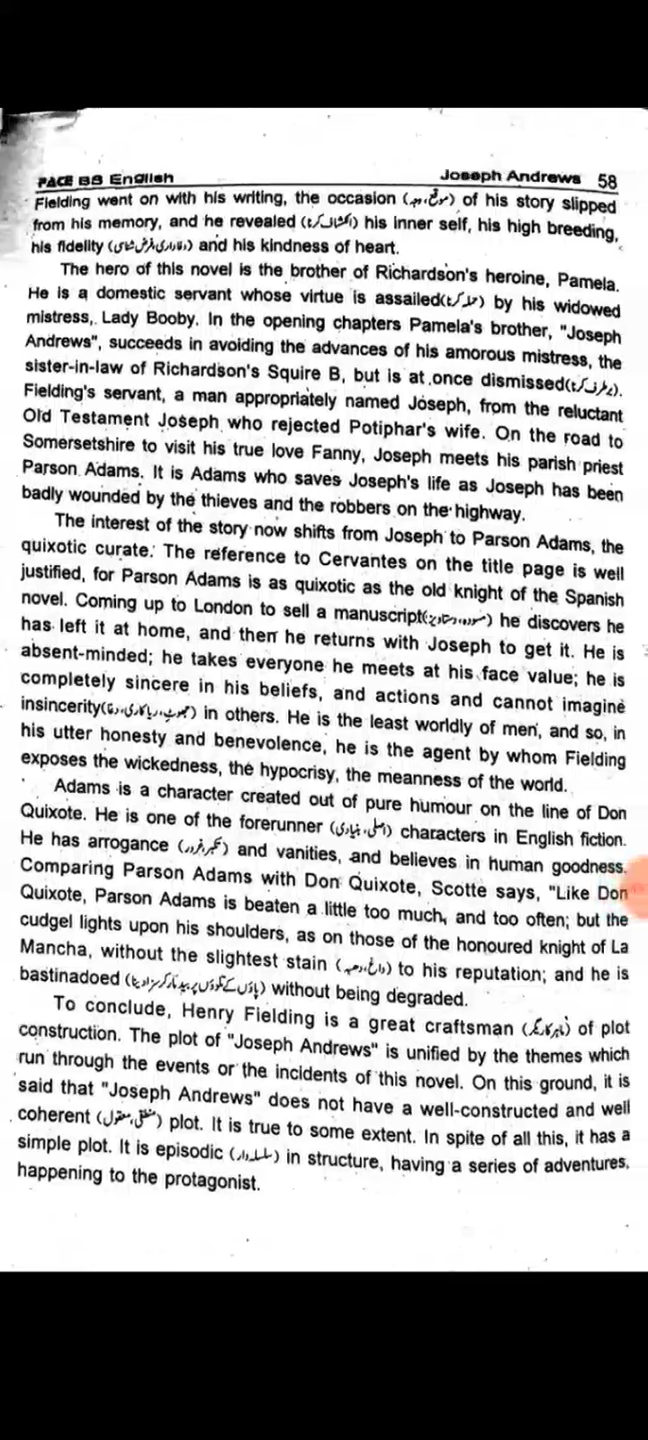 PACE BS English Joseph Andrews 58
Fielding went on with his writing, the occasion (موقع، وجہ) of his story slipped
from his memory, and he revealed (انکشاف کرنا) his inner self, his high breeding,
his fidelity (وفاداری، فرض شناسی) and his kindness of heart.
The hero of this novel is the brother of Richardson's heroine, Pamela.
He is a domestic servant whose virtue is assailed(حملہ کرنا) by his widowed
mistress, Lady Booby. In the opening chapters Pamela's brother, "Joseph
Andrews", succeeds in avoiding the advances of his amorous mistress, the
sister-in-law of Richardson's Squire B, but is at once dismissed(برطرف کرنا).
Fielding's servant, a man appropriately named Joseph, from the reluctant
Old Testament Joseph who rejected Potiphar's wife. On the road to
Somersetshire to visit his true love Fanny, Joseph meets his parish priest
Parson Adams. It is Adams who saves Joseph's life as Joseph has been
badly wounded by the thieves and the robbers on the highway.
The interest of the story now shifts from Joseph to Parson Adams, the
quixotic curate. The reference to Cervantes on the title page is well
justified, for Parson Adams is as quixotic as the old knight of the Spanish
novel. Coming up to London to sell a manuscript(مسودہ، دستاویز) he discovers he
has left it at home, and then he returns with Joseph to get it. He is
absent-minded; he takes everyone he meets at his face value; he is
completely sincere in his beliefs, and actions and cannot imagine
insincerity(جھوٹ، ریاکاری، دغا) in others. He is the least worldly of men, and so, in
his utter honesty and benevolence, he is the agent by whom Fielding
exposes the wickedness, the hypocrisy, the meanness of the world.
Adams is a character created out of pure humour on the line of Don
Quixote. He is one of the forerunner (اصلی، بنیادی) characters in English fiction.
He has arrogance (تکبر، غرور) and vanities, and believes in human goodness.
Comparing Parson Adams with Don Quixote, Scotte says, "Like Don
Quixote, Parson Adams is beaten a little too much, and too often; but the
cudgel lights upon his shoulders, as on those of the honoured knight of La
Mancha, without the slightest stain (داغ، دھبہ) to his reputation; and he is
bastinadoed (پاؤں کے تلوؤں پر بید مار کر سزا دینا) without being degraded.
To conclude, Henry Fielding is a great craftsman (ماہر کاریگر) of plot
construction. The plot of "Joseph Andrews" is unified by the themes which
run through the events or the incidents of this novel. On this ground, it is
said that "Joseph Andrews" does not have a well-constructed and well
coherent (منطقی، معقول) plot. It is true to some extent. In spite of all this, it has a
simple plot. It is episodic (سلسلہ دار) in structure, having a series of adventures,
happening to the protagonist.